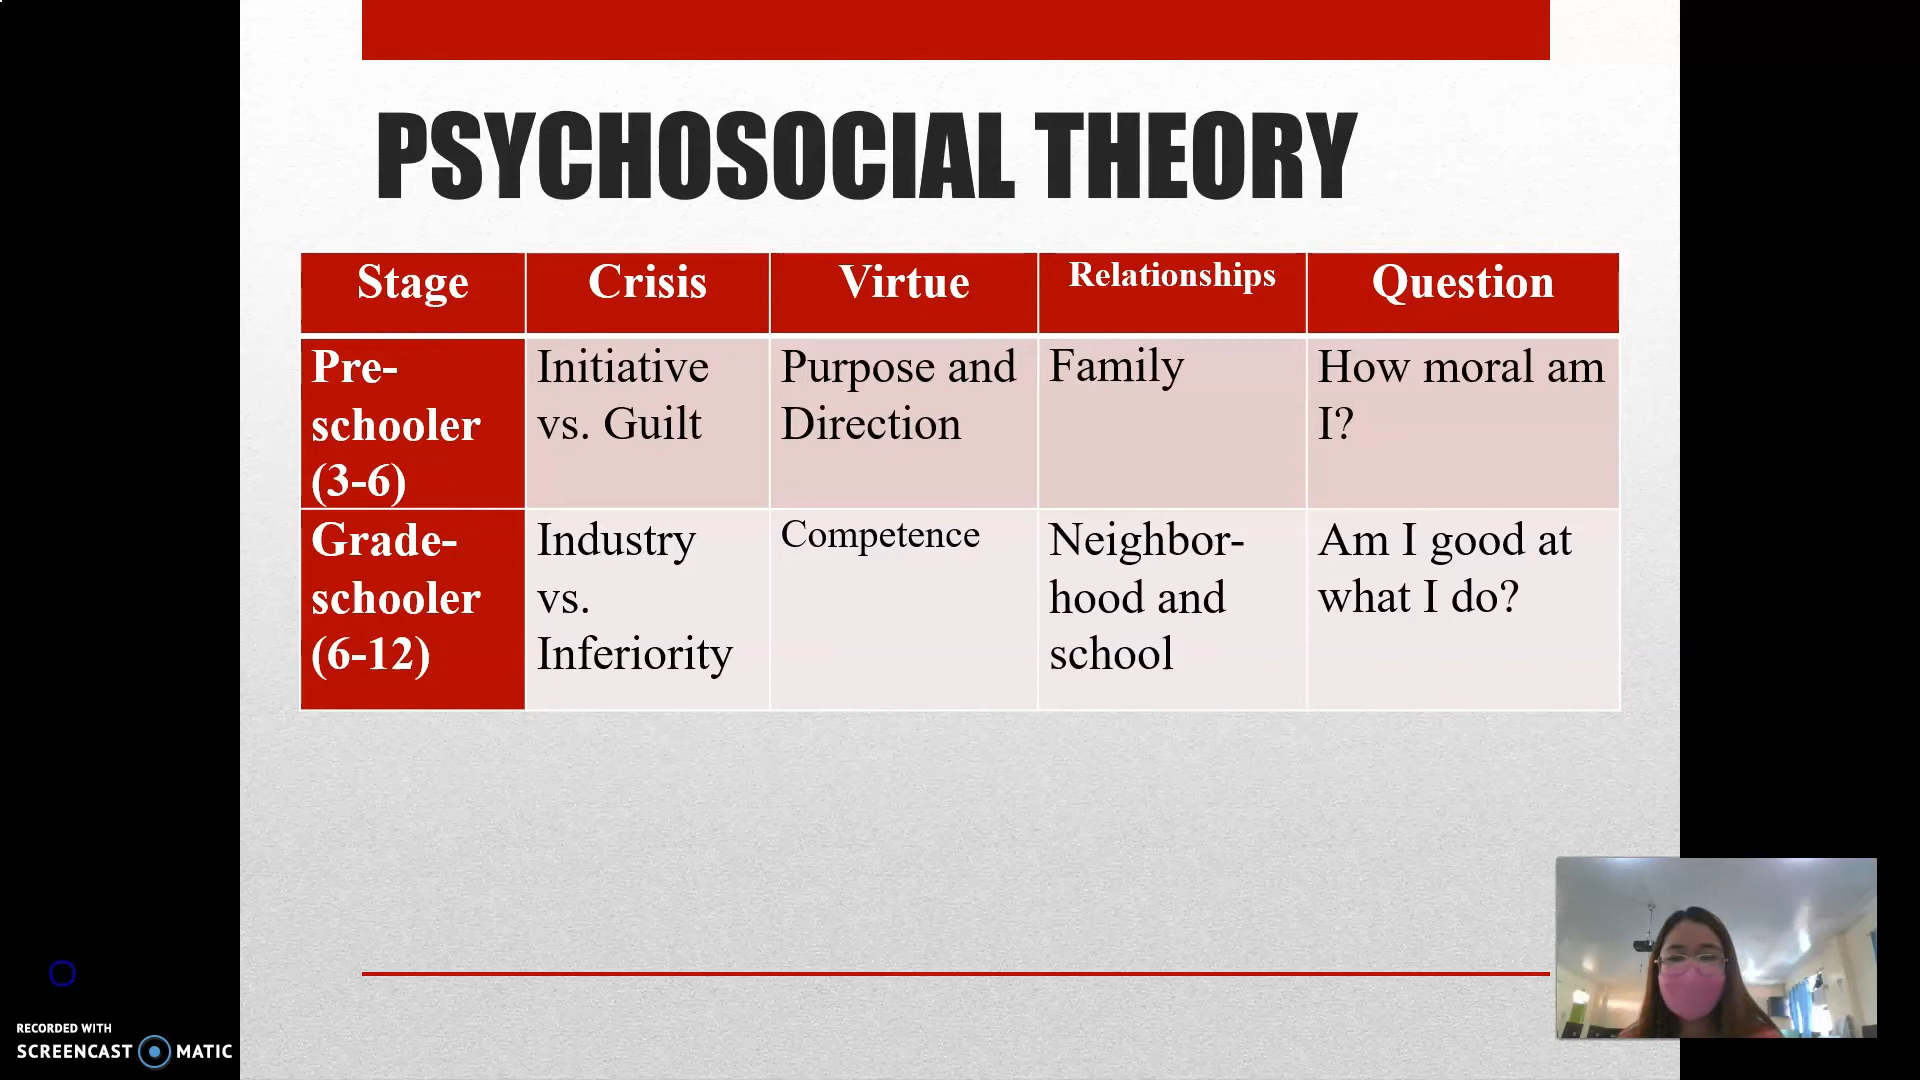 PSYCHOSOCIAL THEORY
Stage Crisis Virtue Relationships Question
Pre-
schooler
(3-6)
Initiative
vs. Guilt
Purpose and
Direction
Family
How moral am
I?
Grade-
schooler
(6-12)
Industry
vs.
Inferiority
Competence
Neighbor-
hood and
school
Am I good at
what I do?
RECORDED WITH
SCREENCAST MATIC